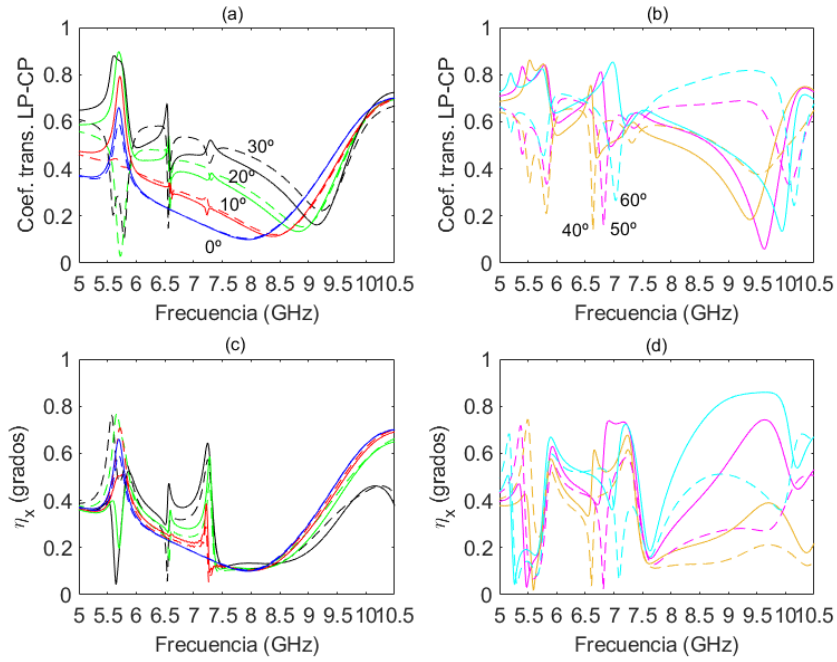 (a)
Coef. trans. LP-CP
1
0.8
0.6
0.4
0.2
0
30º
20º
10º
0º
5 5.5 6 6.5 7 7.5 8 8.5 9 9.5 10 10.5
Frecuencia (GHz)
(b)
Coef. trans. LP-CP
1
0.8
0.6
0.4
0.2
0
60º
40º 50º
5 5.5 6 6.5 7 7.5 8 8.5 9 9.5 10 10.5
Frecuencia (GHz)
(c)
ηx (grados)
1
0.8
0.6
0.4
0.2
0
5 5.5 6 6.5 7 7.5 8 8.5 9 9.5 10 10.5
Frecuencia (GHz)
(d)
ηx (grados)
1
0.8
0.6
0.4
0.2
0
5 5.5 6 6.5 7 7.5 8 8.5 9 9.5 10 10.5
Frecuencia (GHz)